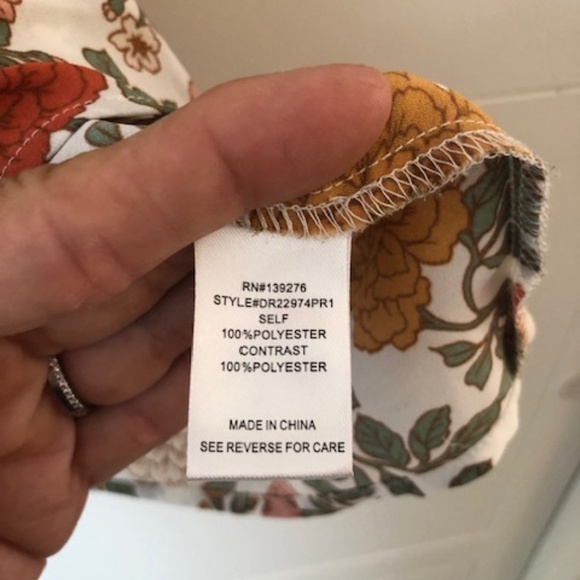 RN#139276
STYLE#DR22974PR1
SELF
100%POLYESTER
CONTRAST
100%POLYESTER
MADE IN CHINA
SEE REVERSE FOR CARE